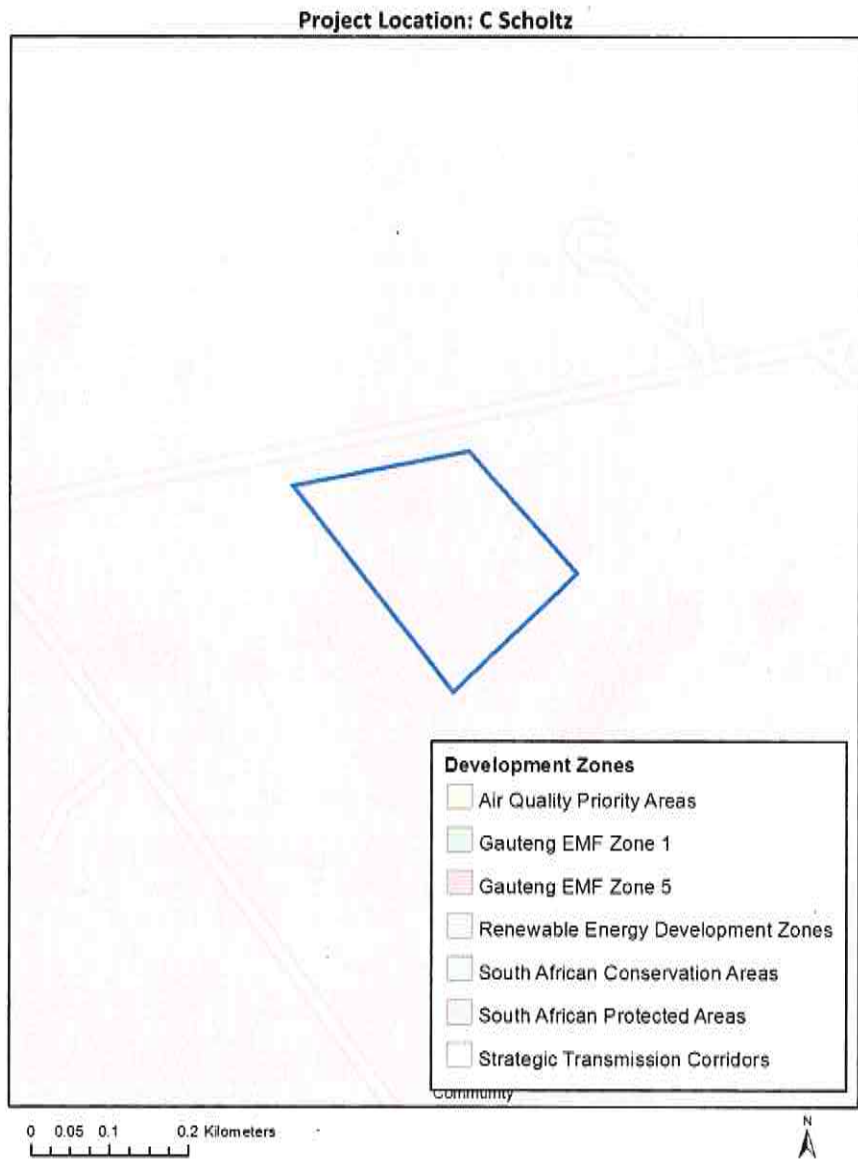 Project Location: C Scholtz
Development Zones
Air Quality Priority Areas
Gauteng EMF Zone 1
Gauteng EMF Zone 5
Renewable Energy Development Zones
South African Conservation Areas
South African Protected Areas
Strategic Transmission Corridors
Community
0 0.05 0.1 0.2 Kilometers
N